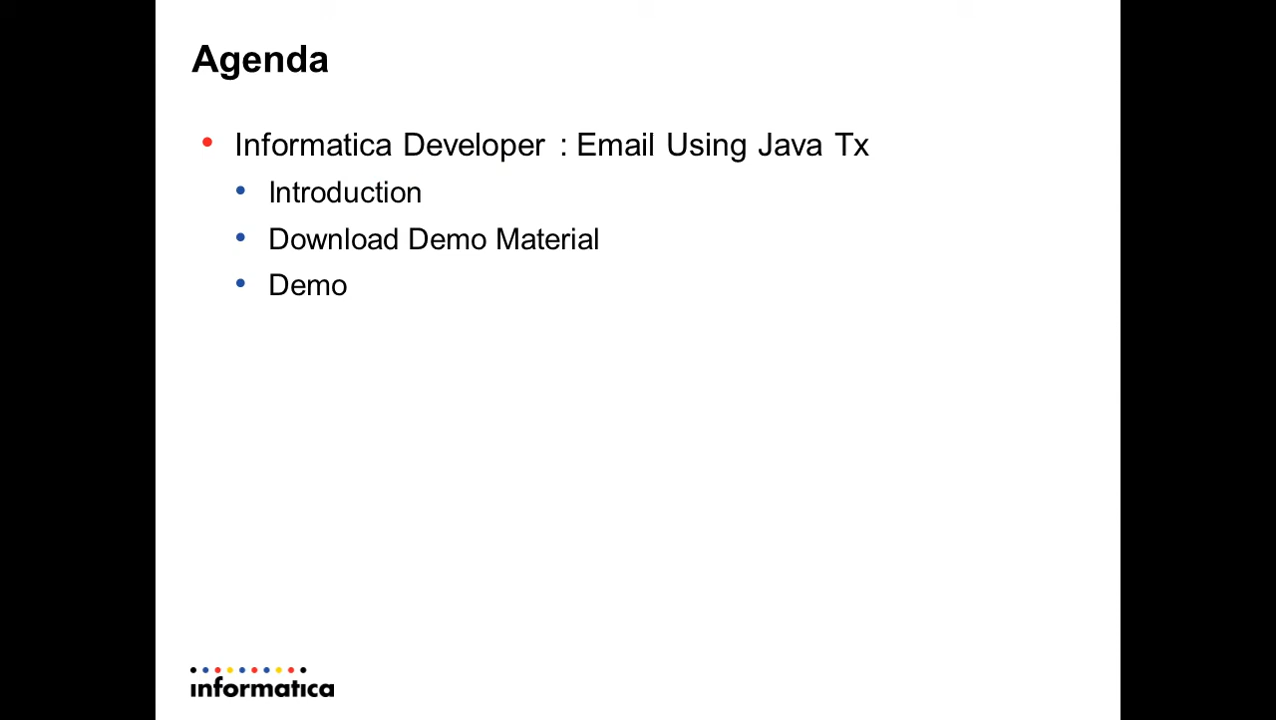 Agenda
• Informatica Developer : Email Using Java Tx
• Introduction
• Download Demo Material
• Demo
informatica